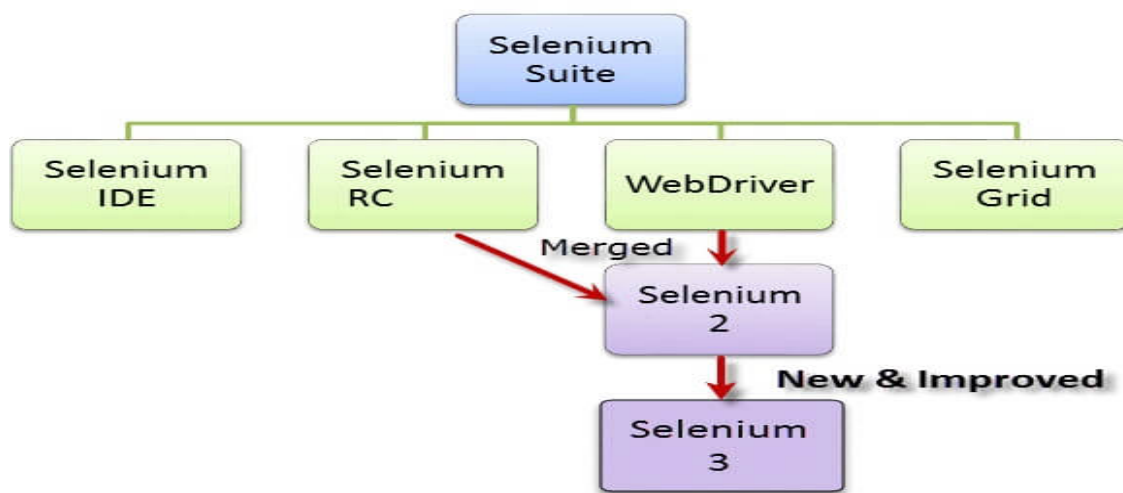 Selenium
Suite
Selenium
IDE
Selenium
RC
WebDriver
Selenium
Grid
Merged
Selenium
2
New & Improved
Selenium
3